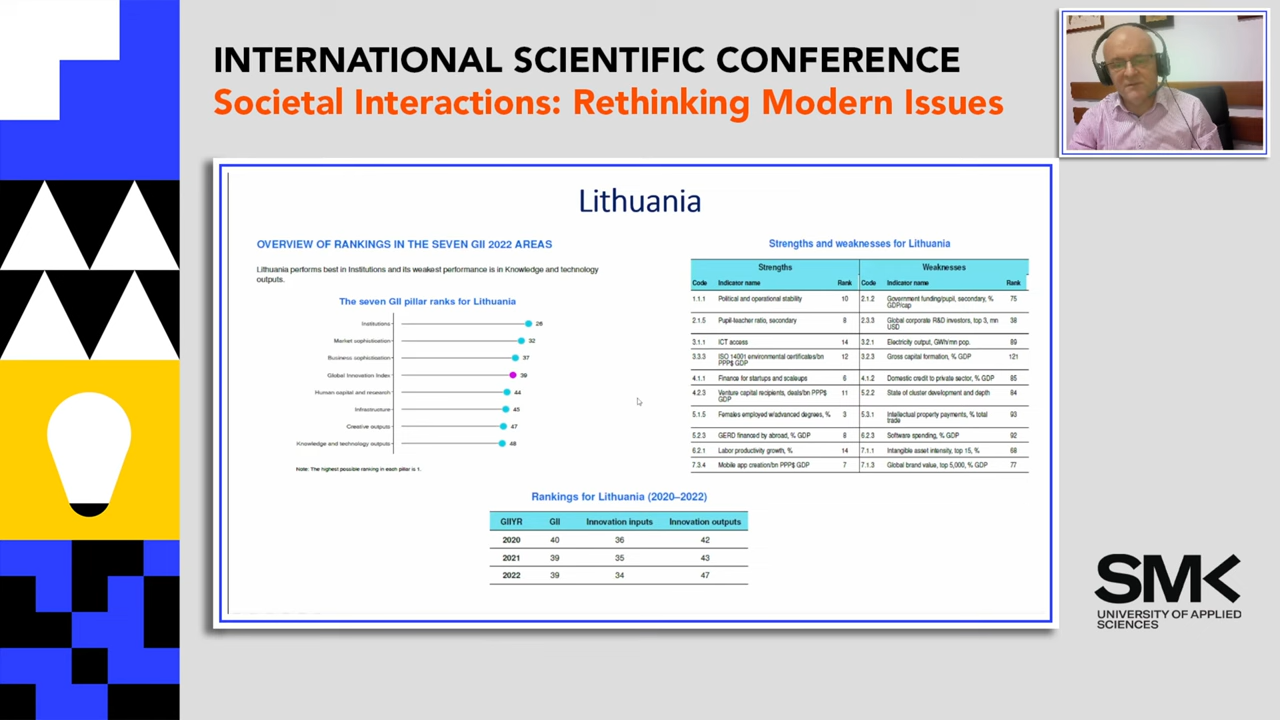 INTERNATIONAL SCIENTIFIC CONFERENCE
Societal Interactions: Rethinking Modern Issues
Lithuania
OVERVIEW OF RANKINGS IN THE SEVEN GII 2022 AREAS
Lithuania performs best in Institutions and its weakest performance is in Knowledge and technology
outputs.
The seven GII pillar ranks for Lithuania
Institutions 26
Market sophistication 32
Business sophistication 37
Global Innovation Index 39
Human capital and research 44
Infrastructure 45
Creative outputs 47
Knowledge and technology outputs 48
Note: The highest possible ranking in each pillar is 1.
Strengths and weaknesses for Lithuania
Strengths Weaknesses
Code Indicator name Rank Code Indicator name Rank
1.1.1 Political and operational stability 10 2.1.2 Government funding/pupil, secondary, % 75
GDP/cap
2.1.5 Pupil-teacher ratio, secondary 8 2.3.3 Global corporate R&D investors, top 3, mn 38
USD
3.1.1 ICT access 14 3.2.1 Electricity output, GWh/mn pop. 89
3.3.3 ISO 14001 environmental certificates/bn 12 3.2.3 Gross capital formation, % GDP 121
PPP$ GDP
4.1.1 Finance for startups and scaleups 6 4.1.2 Domestic credit to private sector, % GDP 85
4.2.3 Venture capital recipients, deals/bn PPP$ 11 5.2.2 State of cluster development and depth 84
GDP
5.1.5 Females employed w/advanced degrees, % 3 5.3.1 Intellectual property payments, % total 93
trade
5.2.3 GERD financed by abroad, % GDP 8 6.2.3 Software spending, % GDP 92
6.2.1 Labor productivity growth, % 14 7.1.1 Intangible asset intensity, top 15, % 68
7.3.4 Mobile app creation/bn PPP$ GDP 7 7.1.3 Global brand value, top 5,000, % GDP 77
Rankings for Lithuania (2020–2022)
GIIYR GII Innovation inputs Innovation outputs
2020 40 36 42
2021 39 35 43
2022 39 34 47
SMK
UNIVERSITY OF APPLIED
SCIENCES